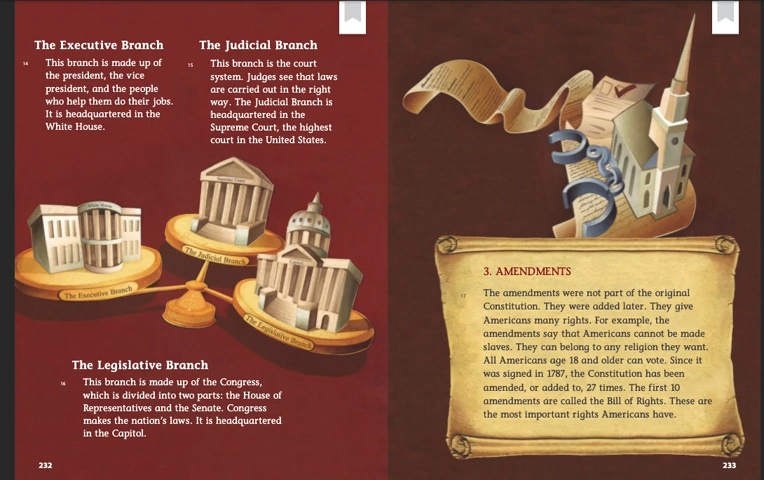 The Executive Branch
14 This branch is made up of
the president, the vice
president, and the people
who help them do their jobs.
It is headquartered in the
White House.
The Judicial Branch
15 This branch is the court
system. Judges see that laws
are carried out in the right
way. The Judicial Branch is
headquartered in the
Supreme Court, the highest
court in the United States.
Supreme Court
White House
The Judicial Branch
The Executive Branch
The Legislative Branch
The Legislative Branch
16 This branch is made up of the Congress,
which is divided into two parts: the House of
Representatives and the Senate. Congress
makes the nation's laws. It is headquartered
in the Capitol.
232
3. AMENDMENTS
17 The amendments were not part of the original
Constitution. They were added later. They give
Americans many rights. For example, the
amendments say that Americans cannot be made
slaves. They can belong to any religion they want.
All Americans age 18 and older can vote. Since it
was signed in 1787, the Constitution has been
amended, or added to, 27 times. The first 10
amendments are called the Bill of Rights. These are
the most important rights Americans have.
233